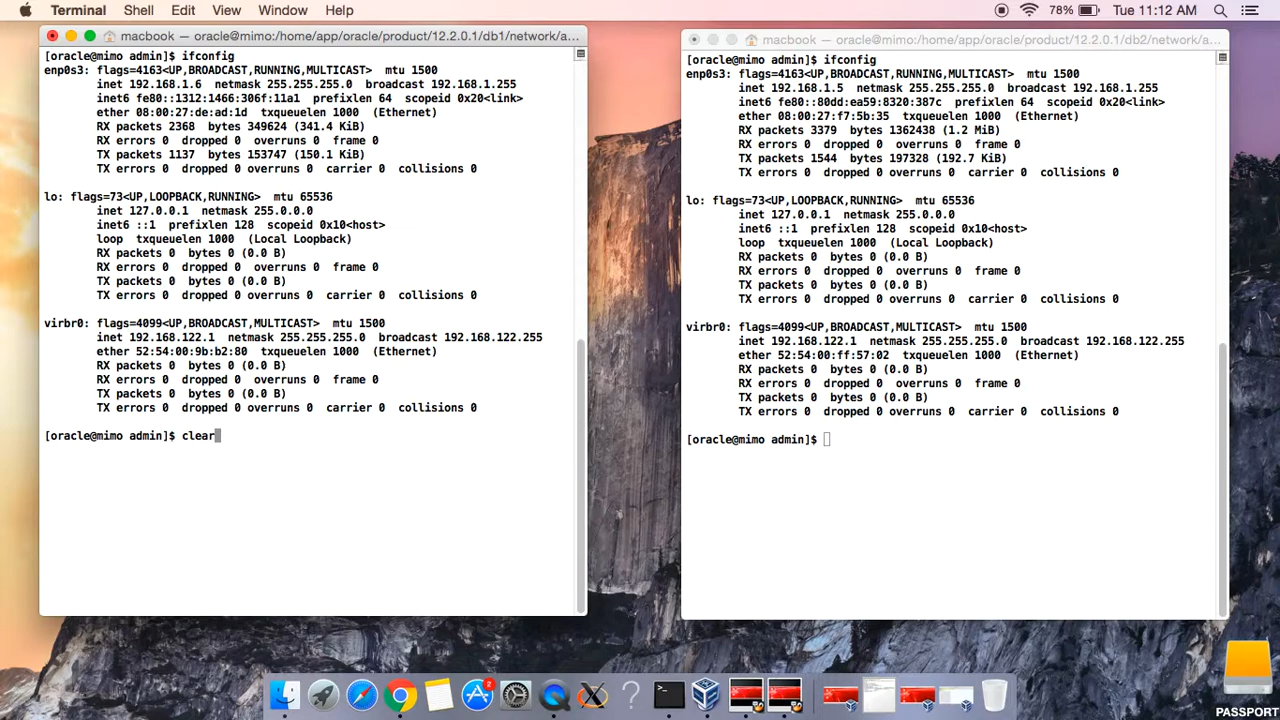 Terminal Shell Edit View Window Help 78% Tue 11:12 AM
macbook — oracle@mimo:/home/app/oracle/product/12.2.0.1/db1/network/a...
[oracle@mimo admin]$ ifconfig
enp0s3: flags=4163<UP,BROADCAST,RUNNING,MULTICAST>  mtu 1500
        inet 192.168.1.6  netmask 255.255.255.0  broadcast 192.168.1.255
        inet6 fe80::1312:1466:306f:11a1  prefixlen 64  scopeid 0x20<link>
        ether 08:00:27:de:ad:1d  txqueuelen 1000  (Ethernet)
        RX packets 2368  bytes 349624 (341.4 KiB)
        RX errors 0  dropped 0  overruns 0  frame 0
        TX packets 1137  bytes 153747 (150.1 KiB)
        TX errors 0  dropped 0 overruns 0  carrier 0  collisions 0
lo: flags=73<UP,LOOPBACK,RUNNING>  mtu 65536
        inet 127.0.0.1  netmask 255.0.0.0
        inet6 ::1  prefixlen 128  scopeid 0x10<host>
        loop  txqueuelen 1000  (Local Loopback)
        RX packets 0  bytes 0 (0.0 B)
        RX errors 0  dropped 0  overruns 0  frame 0
        TX packets 0  bytes 0 (0.0 B)
        TX errors 0  dropped 0 overruns 0  carrier 0  collisions 0
virbr0: flags=4099<UP,BROADCAST,MULTICAST>  mtu 1500
        inet 192.168.122.1  netmask 255.255.255.0  broadcast 192.168.122.255
        ether 52:54:00:9b:b2:80  txqueuelen 1000  (Ethernet)
        RX packets 0  bytes 0 (0.0 B)
        RX errors 0  dropped 0  overruns 0  frame 0
        TX packets 0  bytes 0 (0.0 B)
        TX errors 0  dropped 0 overruns 0  carrier 0  collisions 0
[oracle@mimo admin]$ clear
macbook — oracle@mimo:/home/app/oracle/product/12.2.0.1/db2/network/a...
[oracle@mimo admin]$ ifconfig
enp0s3: flags=4163<UP,BROADCAST,RUNNING,MULTICAST>  mtu 1500
        inet 192.168.1.5  netmask 255.255.255.0  broadcast 192.168.1.255
        inet6 fe80::80dd:ea59:8320:387c  prefixlen 64  scopeid 0x20<link>
        ether 08:00:27:f7:5b:35  txqueuelen 1000  (Ethernet)
        RX packets 3379  bytes 1362438 (1.2 MiB)
        RX errors 0  dropped 0  overruns 0  frame 0
        TX packets 1544  bytes 197328 (192.7 KiB)
        TX errors 0  dropped 0 overruns 0  carrier 0  collisions 0
lo: flags=73<UP,LOOPBACK,RUNNING>  mtu 65536
        inet 127.0.0.1  netmask 255.0.0.0
        inet6 ::1  prefixlen 128  scopeid 0x10<host>
        loop  txqueuelen 1000  (Local Loopback)
        RX packets 0  bytes 0 (0.0 B)
        RX errors 0  dropped 0  overruns 0  frame 0
        TX packets 0  bytes 0 (0.0 B)
        TX errors 0  dropped 0 overruns 0  carrier 0  collisions 0
virbr0: flags=4099<UP,BROADCAST,MULTICAST>  mtu 1500
        inet 192.168.122.1  netmask 255.255.255.0  broadcast 192.168.122.255
        ether 52:54:00:ff:57:02  txqueuelen 1000  (Ethernet)
        RX packets 0  bytes 0 (0.0 B)
        RX errors 0  dropped 0  overruns 0  frame 0
        TX packets 0  bytes 0 (0.0 B)
        TX errors 0  dropped 0 overruns 0  carrier 0  collisions 0
[oracle@mimo admin]$
2
PASSPORT